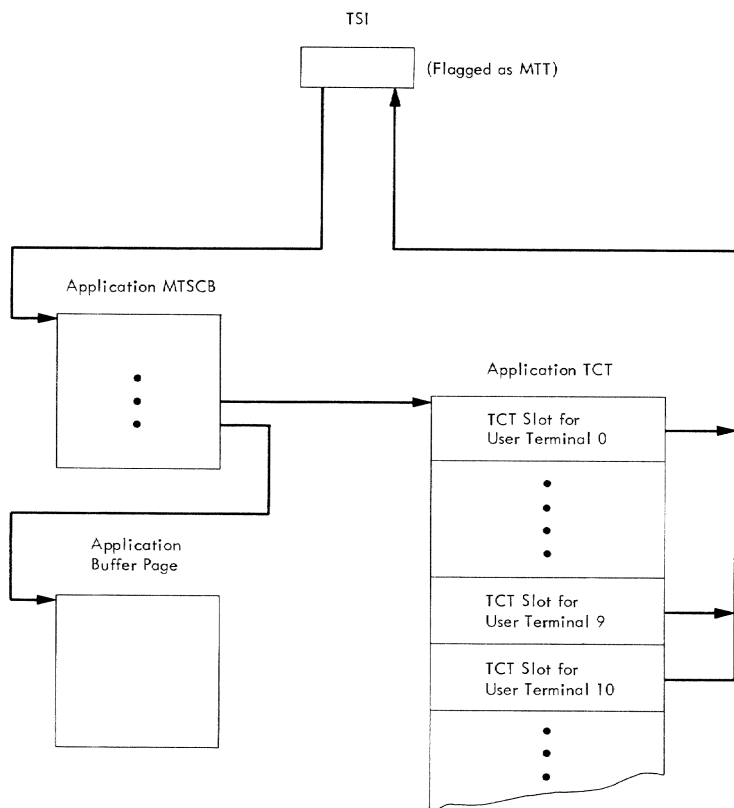 TSI
(Flagged as MTT)
Application MTSCB
Application TCT
TCT Slot for
User Terminal 0
Application
Buffer Page
TCT Slot for
User Terminal 9
TCT Slot for
User Terminal 10